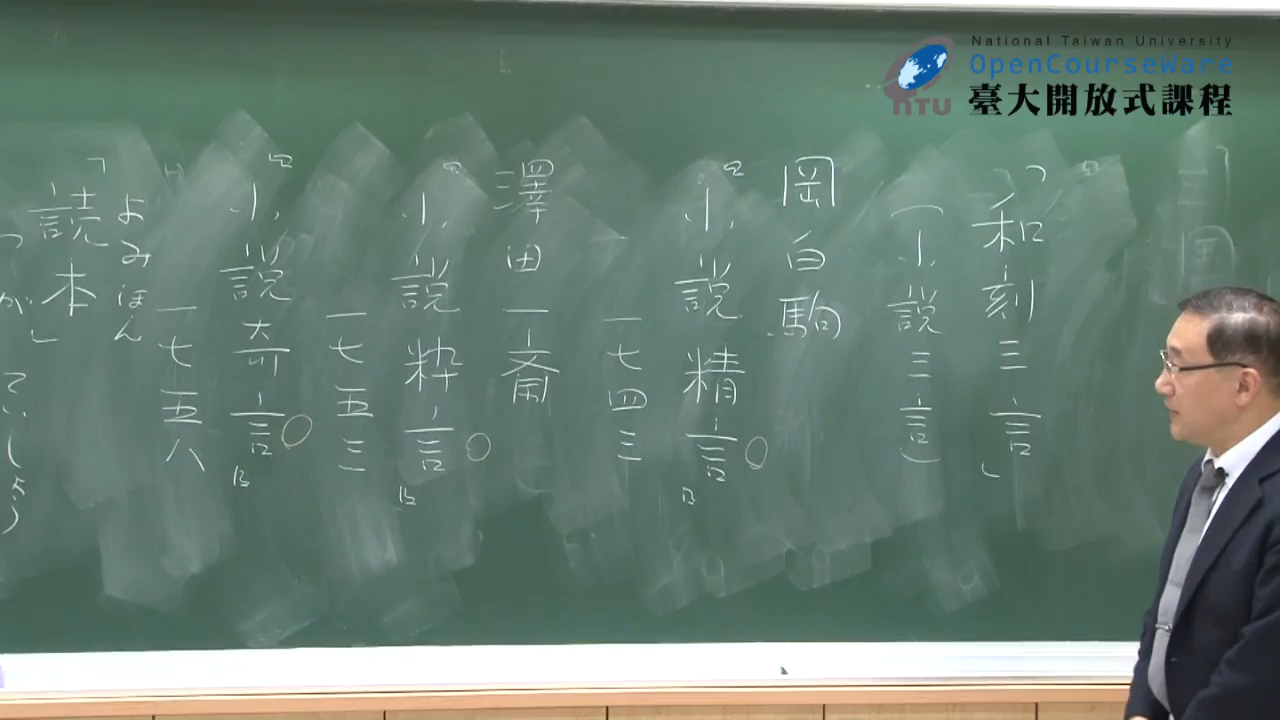 National Taiwan University
OpenCourseWare
臺大開放式課程
NTU
「和刻三言」
(小説三言)
岡白駒
『小説精言』
一七四三
澤田一斎
『小説粋言』
一七五三
『小説奇言』
一七五八
よみほん
「読本